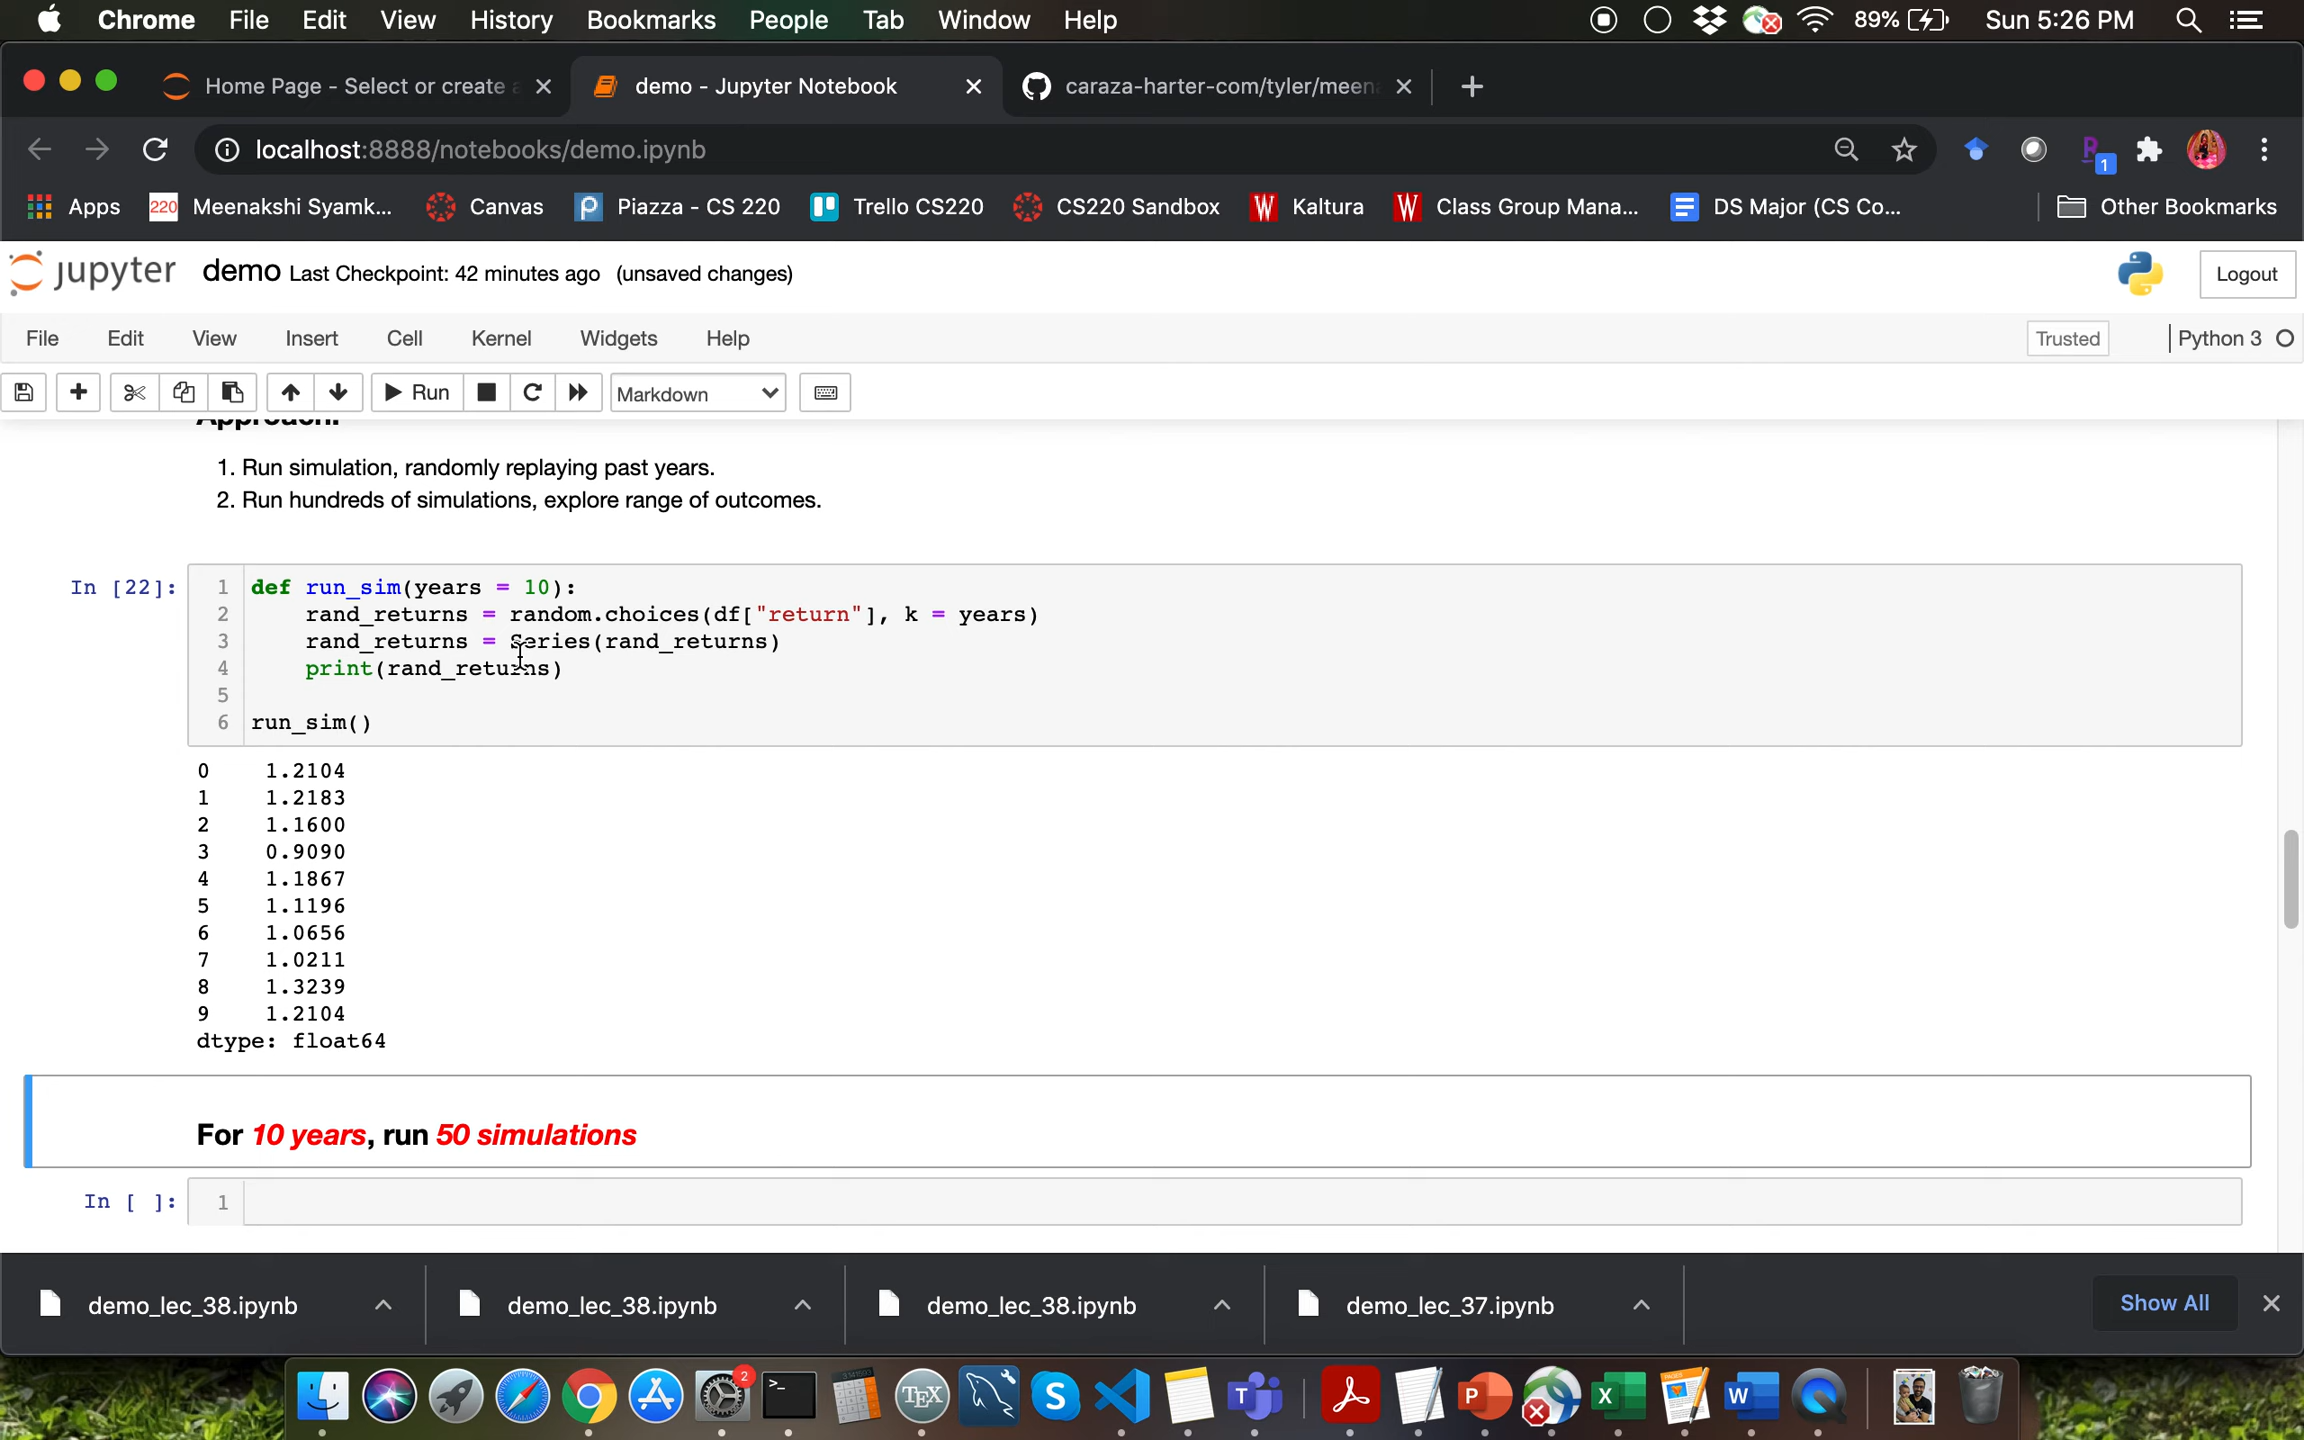 Chrome File Edit View History Bookmarks People Tab Window Help 89% Sun 5:26 PM
Home Page - Select or create a demo - Jupyter Notebook caraza-harter-com/tyler/meena
localhost:8888/notebooks/demo.ipynb 1
Apps 220 Meenakshi Syamk... Canvas Piazza - CS 220 Trello CS220 CS220 Sandbox Kaltura Class Group Mana... DS Major (CS Co... Other Bookmarks
jupyter demo Last Checkpoint: 42 minutes ago (unsaved changes) Logout
File Edit View Insert Cell Kernel Widgets Help Trusted Python 3
Run Markdown
Approach:
1. Run simulation, randomly replaying past years.
2. Run hundreds of simulations, explore range of outcomes.
In [22]: 1 def run_sim(years = 10):
2 rand_returns = random.choices(df["return"], k = years)
3 rand_returns = Series(rand_returns)
4 print(rand_returns)
5
6 run_sim()
0 1.2104
1 1.2183
2 1.1600
3 0.9090
4 1.1867
5 1.1196
6 1.0656
7 1.0211
8 1.3239
9 1.2104
dtype: float64
For 10 years, run 50 simulations
In [ ]: 1
demo_lec_38.ipynb demo_lec_38.ipynb demo_lec_38.ipynb demo_lec_37.ipynb Show All
2 TEX S T P X W